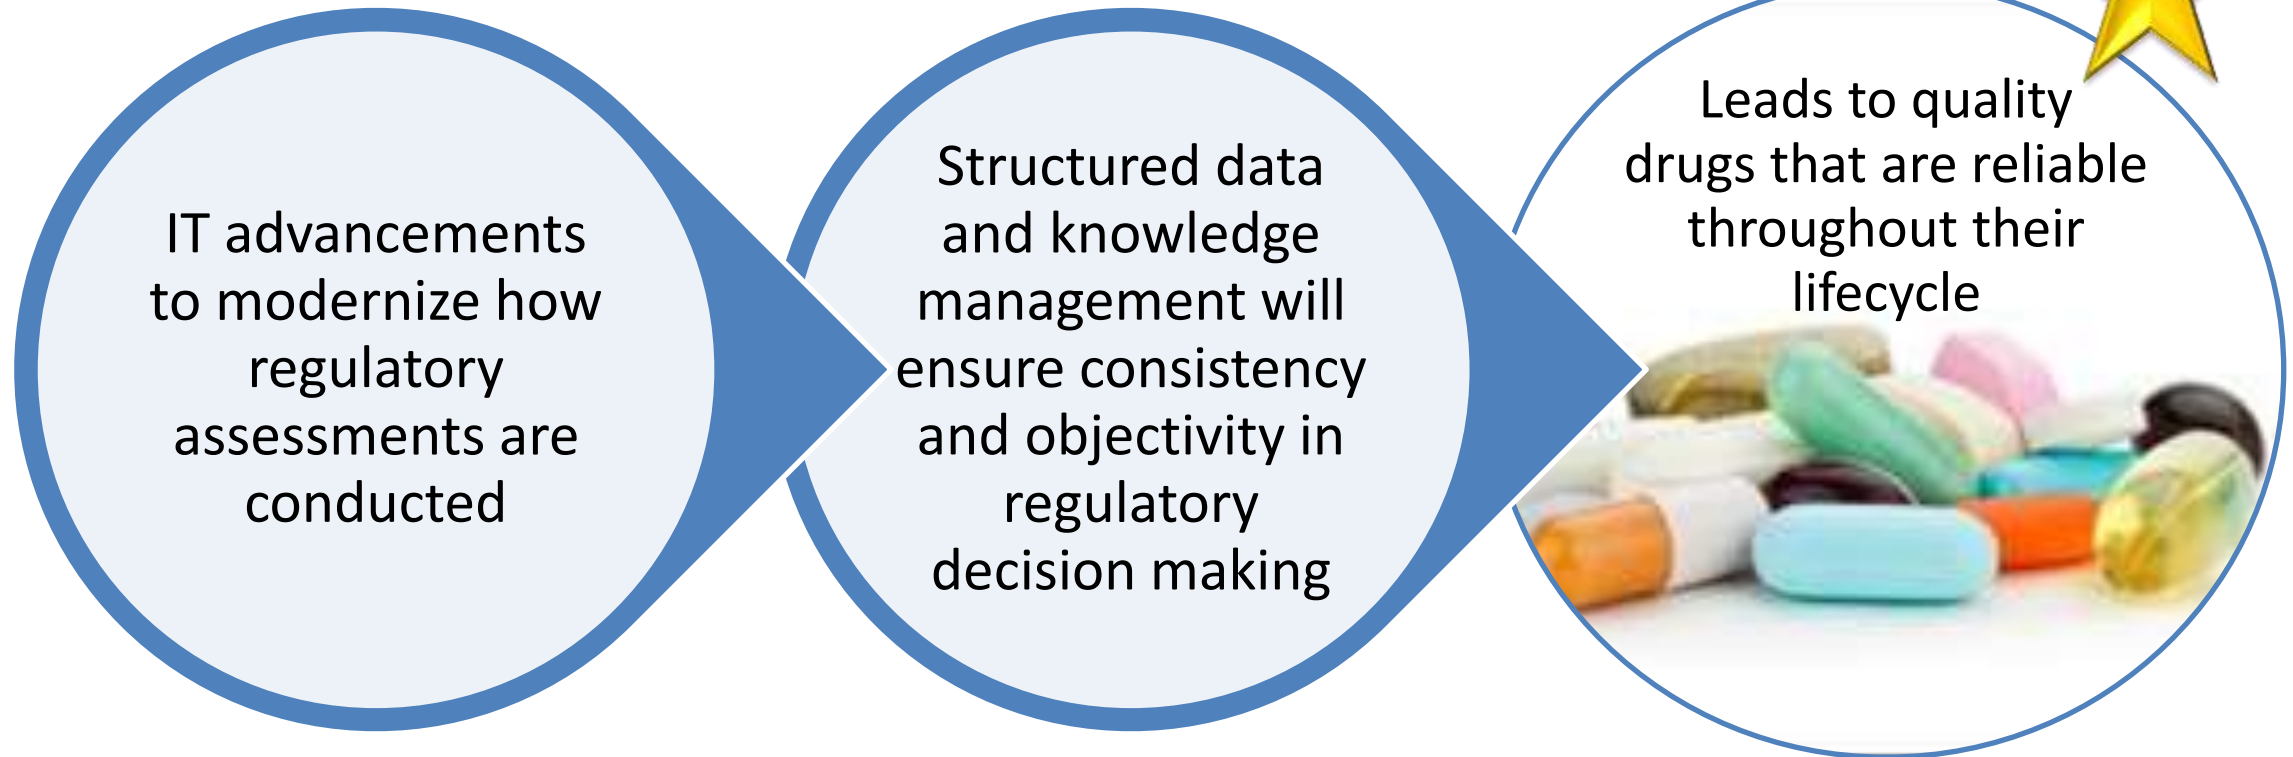 IT advancements
to modernize how
regulatory
assessments are
conducted
Structured data
and knowledge
management will
ensure consistency
and objectivity in
regulatory
decision making
Leads to quality
drugs that are reliable
throughout their
lifecycle